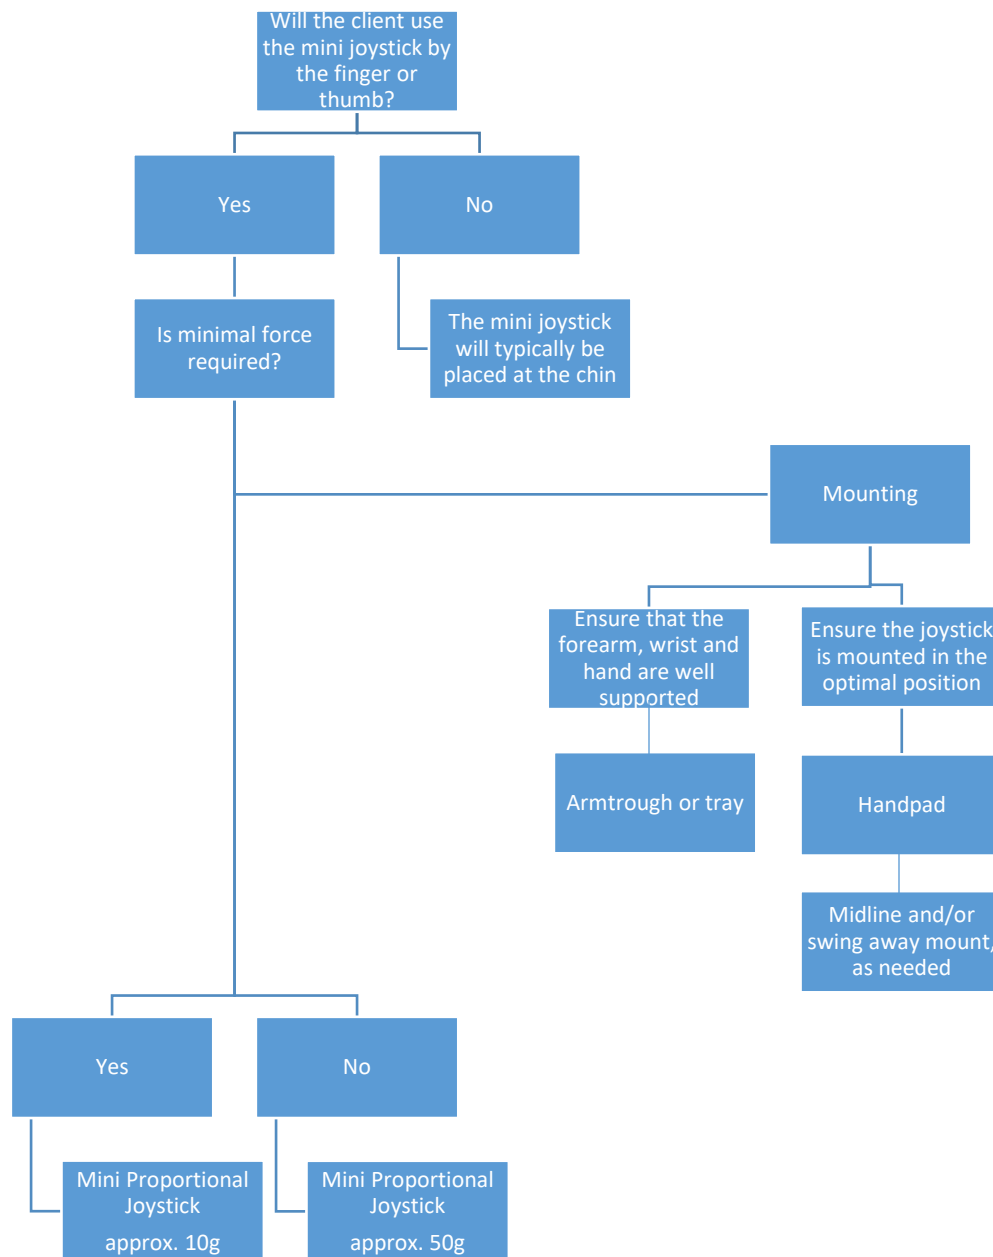 Will the client use
the mini joystick by
the finger or
thumb?
Yes
No
Is minimal force
required?
The mini joystick
will typically be
placed at the chin
Mounting
Ensure that the
forearm, wrist and
hand are well
supported
Ensure the joystick
is mounted in the
optimal position
Armtrough or tray
Handpad
Midline and/or
swing away mount,
as needed
Yes
No
Mini Proportional
Joystick
approx. 10g
Mini Proportional
Joystick
approx. 50g